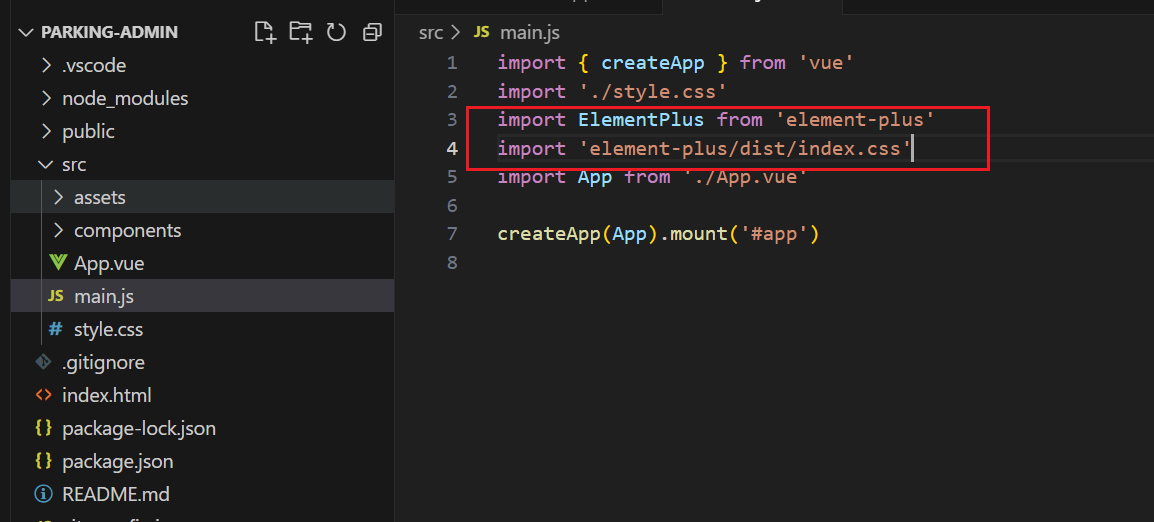 PARKING-ADMIN
.vscode
node_modules
public
src
assets
components
App.vue
JS main.js
# style.css
.gitignore
<> index.html
{} package-lock.json
{} package.json
README.md
src > JS main.js
1 import { createApp } from 'vue'
2 import './style.css'
3 import ElementPlus from 'element-plus'
4 import 'element-plus/dist/index.css'
5 import App from './App.vue'
6
7 createApp(App).mount('#app')
8